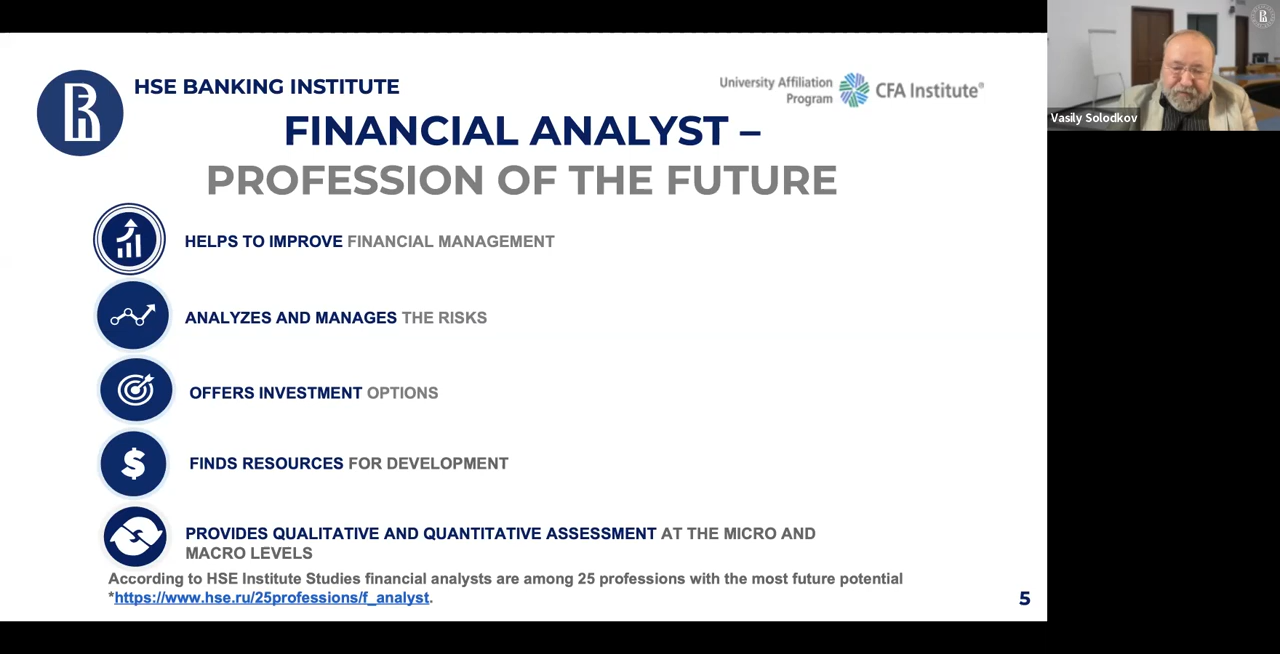 HSE BANKING INSTITUTE
University Affiliation
Program
CFA Institute®
FINANCIAL ANALYST –
PROFESSION OF THE FUTURE
HELPS TO IMPROVE FINANCIAL MANAGEMENT
ANALYZES AND MANAGES THE RISKS
OFFERS INVESTMENT OPTIONS
$
FINDS RESOURCES FOR DEVELOPMENT
PROVIDES QUALITATIVE AND QUANTITATIVE ASSESSMENT AT THE MICRO AND
MACRO LEVELS
According to HSE Institute Studies financial analysts are among 25 professions with the most future potential
*https://www.hse.ru/25professions/f_analyst.
5
Vasily Solodkov